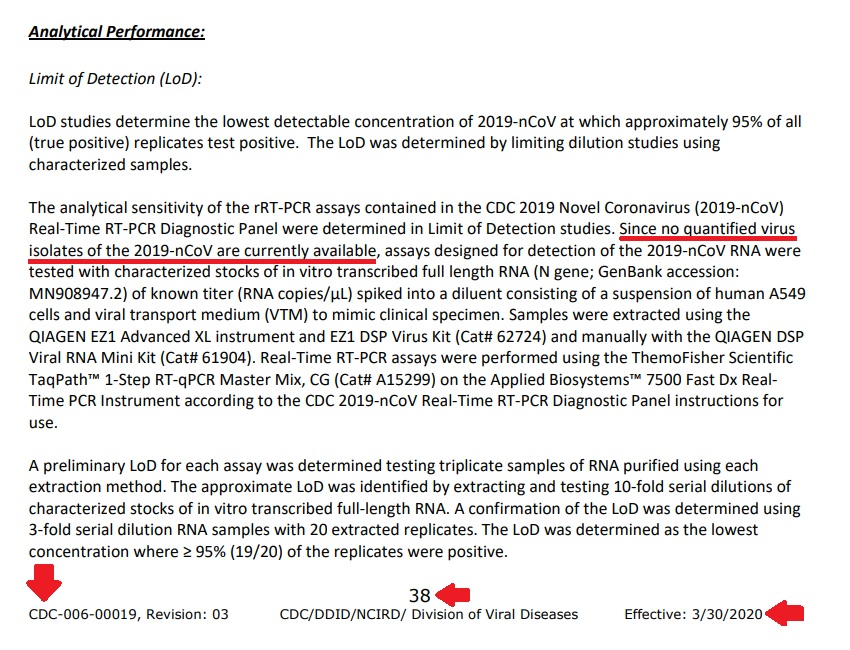 Analytical Performance:
Limit of Detection (LoD):
LoD studies determine the lowest detectable concentration of 2019-nCoV at which approximately 95% of all
(true positive) replicates test positive.  The LoD was determined by limiting dilution studies using
characterized samples.
The analytical sensitivity of the rRT-PCR assays contained in the CDC 2019 Novel Coronavirus (2019-nCoV)
Real-Time RT-PCR Diagnostic Panel were determined in Limit of Detection studies. Since no quantified virus
isolates of the 2019-nCoV are currently available, assays designed for detection of the 2019-nCoV RNA were
tested with characterized stocks of in vitro transcribed full length RNA (N gene; GenBank accession:
MN908947.2) of known titer (RNA copies/µL) spiked into a diluent consisting of a suspension of human A549
cells and viral transport medium (VTM) to mimic clinical specimen. Samples were extracted using the
QIAGEN EZ1 Advanced XL instrument and EZ1 DSP Virus Kit (Cat# 62724) and manually with the QIAGEN DSP
Viral RNA Mini Kit (Cat# 61904). Real-Time RT-PCR assays were performed using the ThemoFisher Scientific
TaqPath™ 1-Step RT-qPCR Master Mix, CG (Cat# A15299) on the Applied Biosystems™ 7500 Fast Dx Real-
Time PCR Instrument according to the CDC 2019-nCoV Real-Time RT-PCR Diagnostic Panel instructions for
use.
A preliminary LoD for each assay was determined testing triplicate samples of RNA purified using each
extraction method. The approximate LoD was identified by extracting and testing 10-fold serial dilutions of
characterized stocks of in vitro transcribed full-length RNA. A confirmation of the LoD was determined using
3-fold serial dilution RNA samples with 20 extracted replicates. The LoD was determined as the lowest
concentration where ≥ 95% (19/20) of the replicates were positive.
38
CDC-006-00019, Revision: 03 CDC/DDID/NCIRD/ Division of Viral Diseases Effective: 3/30/2020